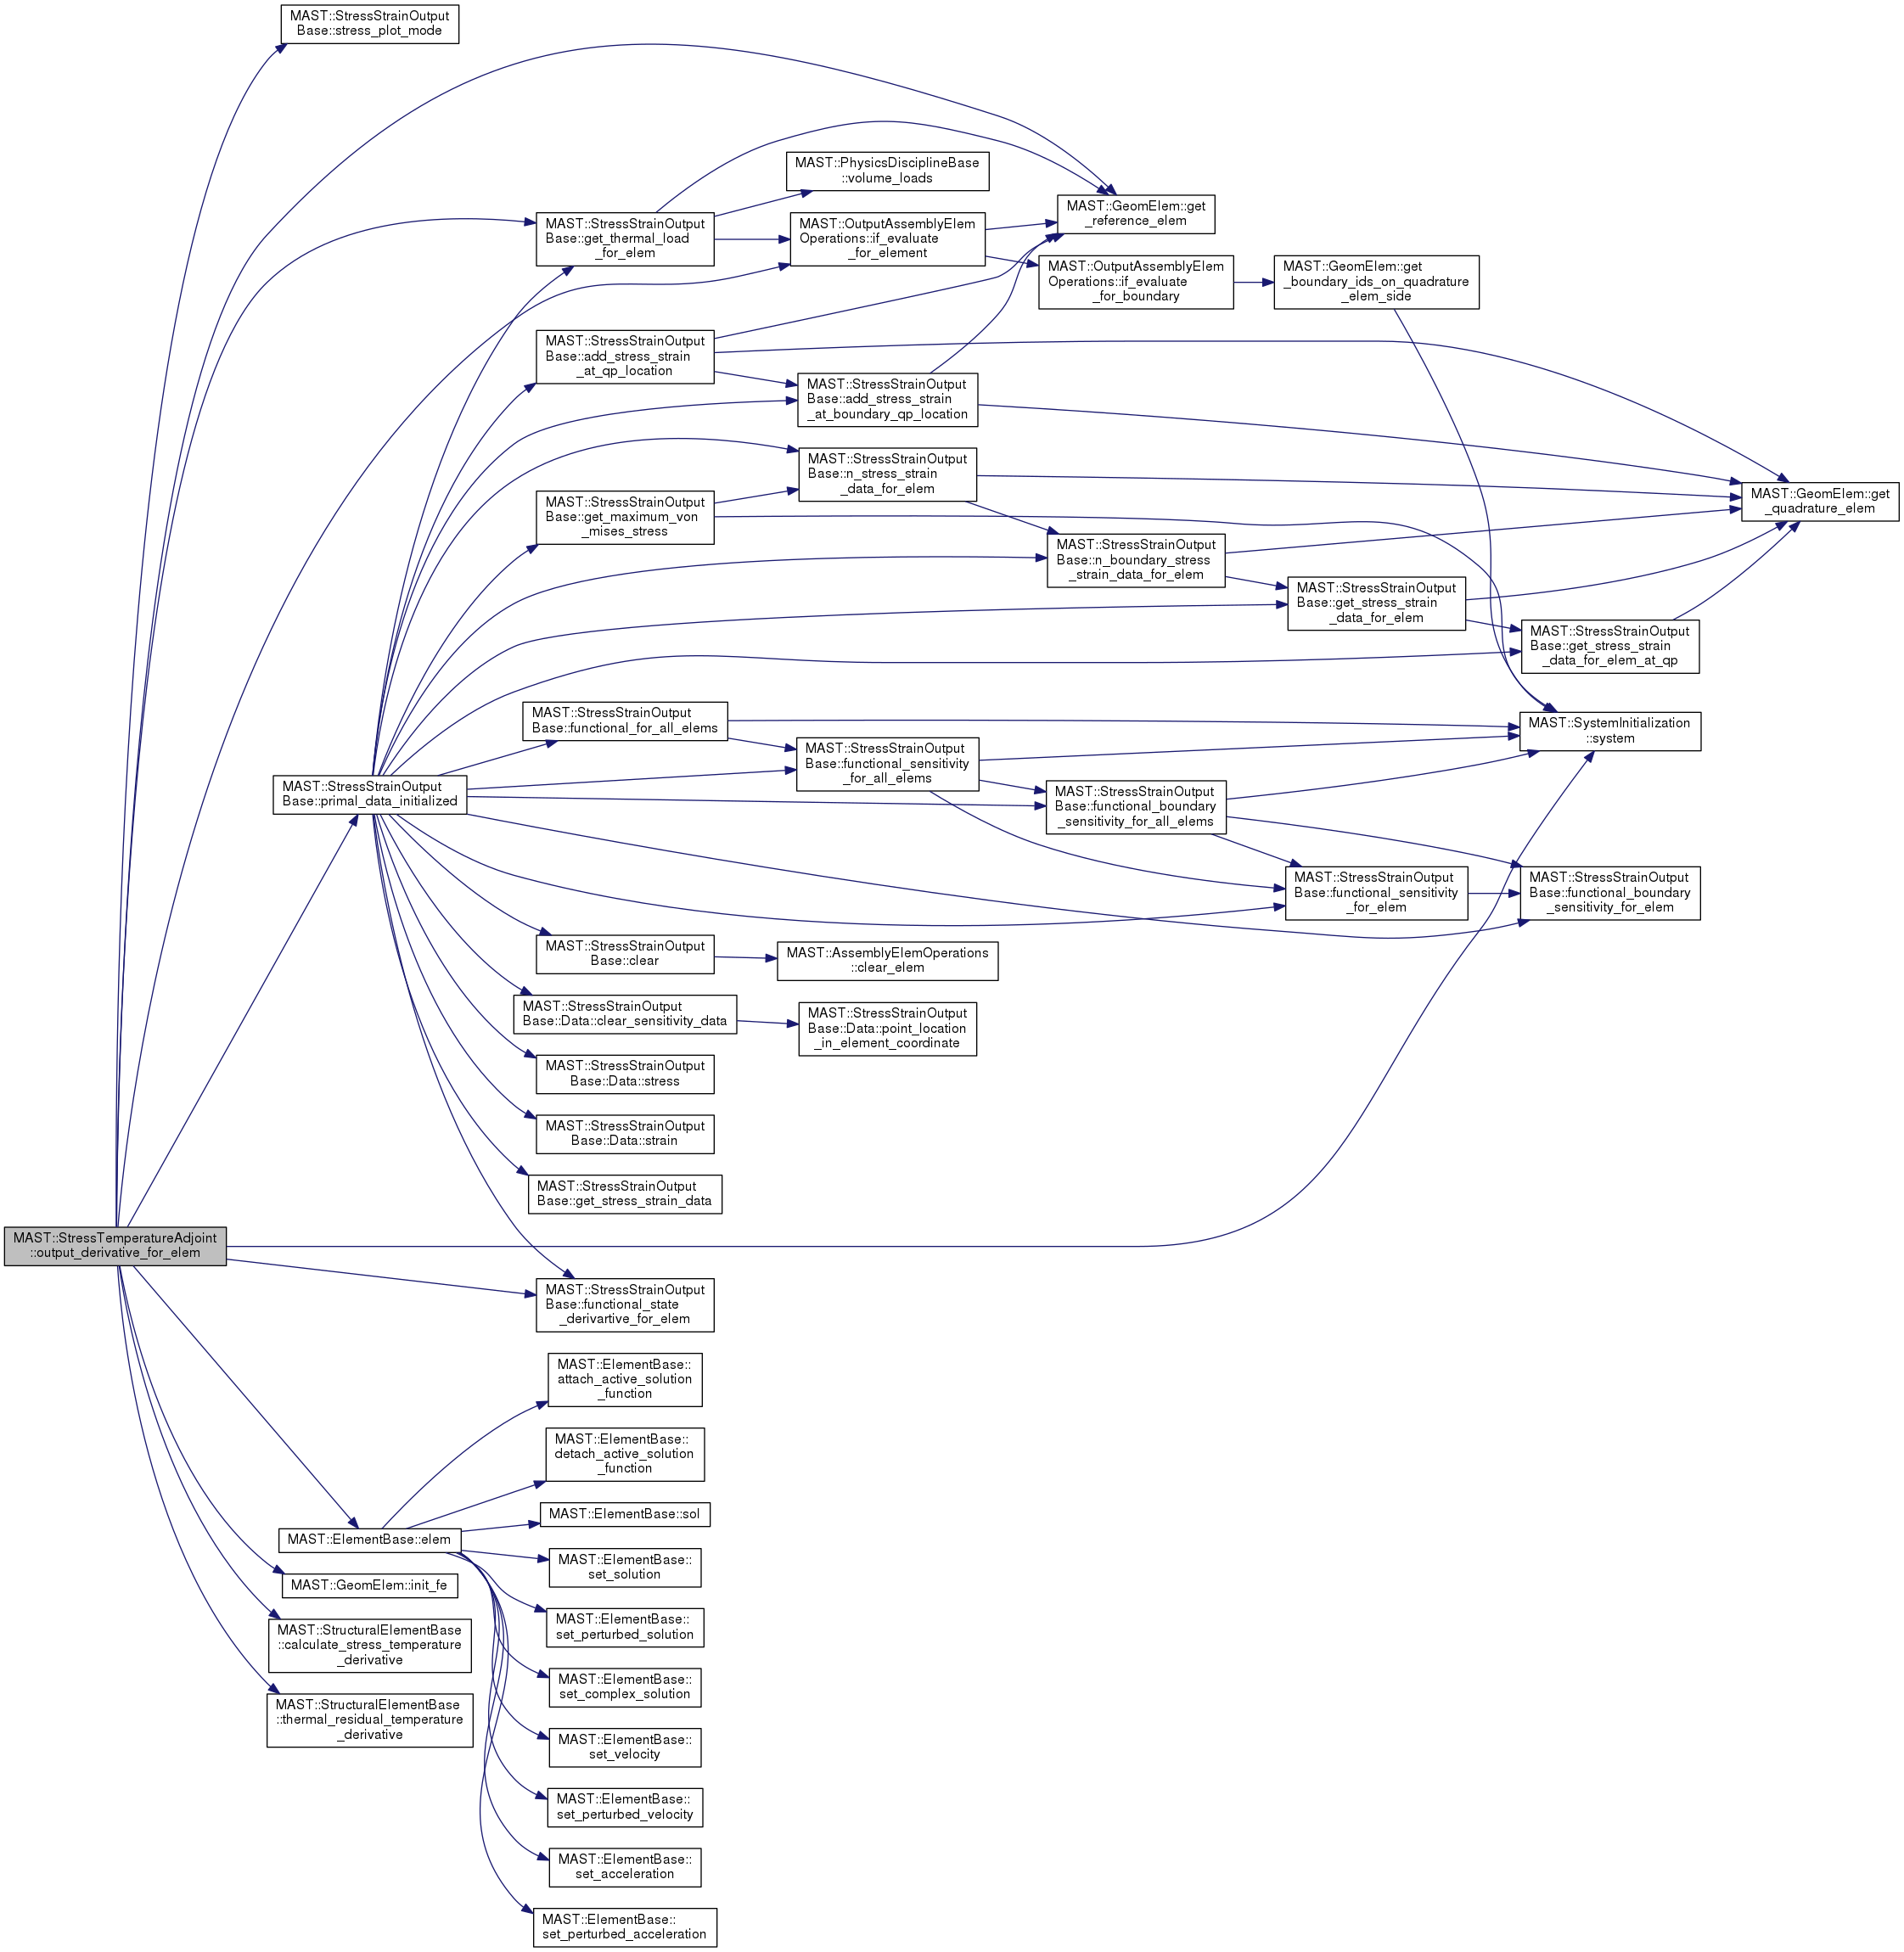 MAST::StressStrainOutput
Base::stress_plot_mode
MAST::PhysicsDisciplineBase
::volume_loads
MAST::GeomElem::get
_reference_elem
MAST::StressStrainOutput
Base::get_thermal_load
_for_elem
MAST::OutputAssemblyElem
Operations::if_evaluate
_for_element
MAST::OutputAssemblyElem
Operations::if_evaluate
_for_boundary
MAST::GeomElem::get
_boundary_ids_on_quadrature
_elem_side
MAST::StressStrainOutput
Base::add_stress_strain
_at_qp_location
MAST::StressStrainOutput
Base::add_stress_strain
_at_boundary_qp_location
MAST::StressStrainOutput
Base::n_stress_strain
_data_for_elem
MAST::GeomElem::get
_quadrature_elem
MAST::StressStrainOutput
Base::get_maximum_von
_mises_stress
MAST::StressStrainOutput
Base::n_boundary_stress
_strain_data_for_elem
MAST::StressStrainOutput
Base::get_stress_strain
_data_for_elem
MAST::StressStrainOutput
Base::get_stress_strain
_data_for_elem_at_qp
MAST::StressStrainOutput
Base::functional_for_all_elems
MAST::SystemInitialization
::system
MAST::StressStrainOutput
Base::functional_sensitivity
_for_all_elems
MAST::StressStrainOutput
Base::primal_data_initialized
MAST::StressStrainOutput
Base::functional_boundary
_sensitivity_for_all_elems
MAST::StressStrainOutput
Base::functional_sensitivity
_for_elem
MAST::StressStrainOutput
Base::functional_boundary
_sensitivity_for_elem
MAST::StressStrainOutput
Base::clear
MAST::AssemblyElemOperations
::clear_elem
MAST::StressStrainOutput
Base::Data::clear_sensitivity_data
MAST::StressStrainOutput
Base::Data::point_location
_in_element_coordinate
MAST::StressStrainOutput
Base::Data::stress
MAST::StressStrainOutput
Base::Data::strain
MAST::StressStrainOutput
Base::get_stress_strain_data
MAST::StressTemperatureAdjoint
::output_derivative_for_elem
MAST::StressStrainOutput
Base::functional_state
_derivartive_for_elem
MAST::ElementBase::
attach_active_solution
_function
MAST::ElementBase::
detach_active_solution
_function
MAST::ElementBase::sol
MAST::ElementBase::elem
MAST::ElementBase::
set_solution
MAST::GeomElem::init_fe
MAST::ElementBase::
set_perturbed_solution
MAST::StructuralElementBase
::calculate_stress_temperature
_derivative
MAST::ElementBase::
set_complex_solution
MAST::StructuralElementBase
::thermal_residual_temperature
_derivative
MAST::ElementBase::
set_velocity
MAST::ElementBase::
set_perturbed_velocity
MAST::ElementBase::
set_acceleration
MAST::ElementBase::
set_perturbed_acceleration